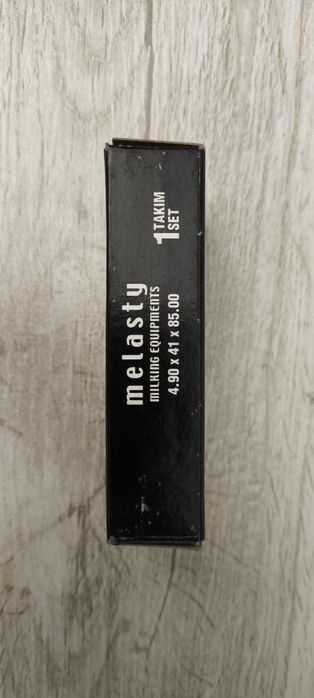 melasty
MILKING EQUIPMENTS
4.90 x 41 x 85.00
1 TAKIM
SET